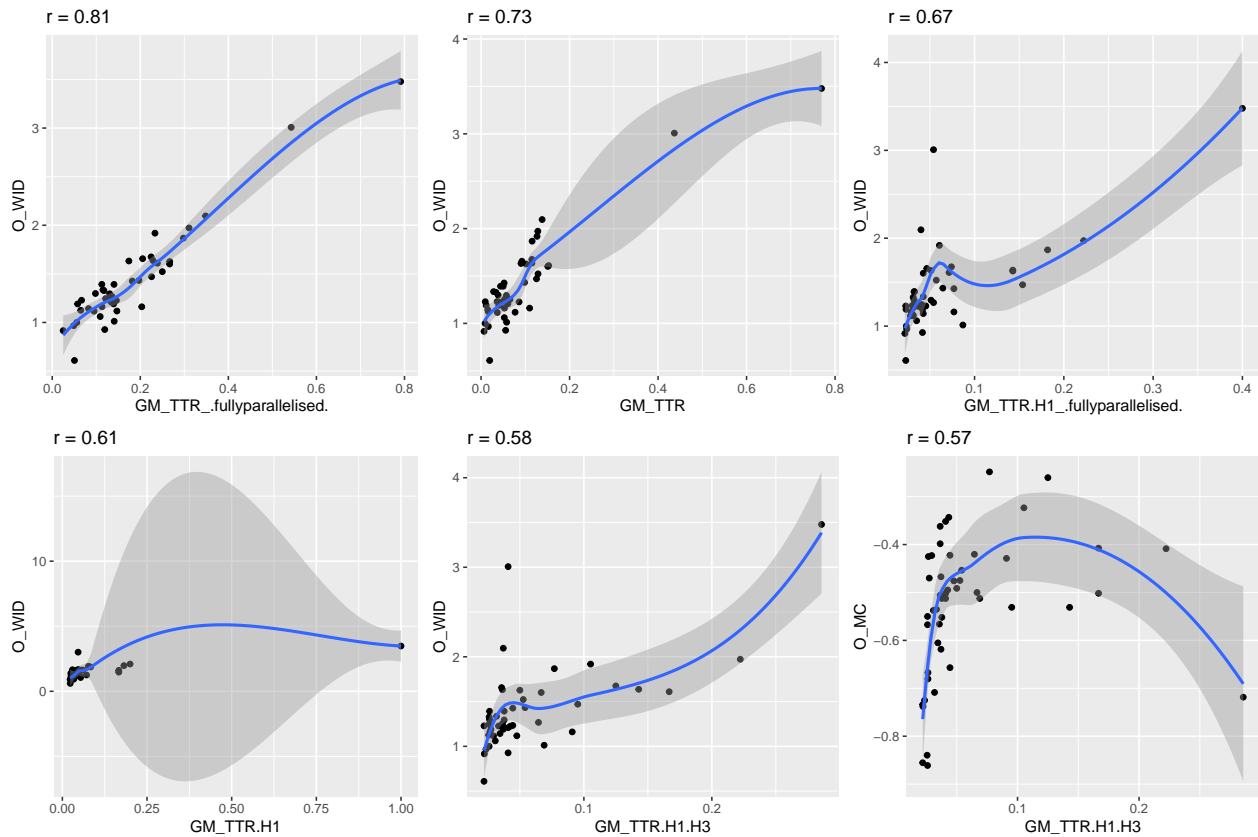 r = 0.81
r = 0.73
r = 0.67
O_WID
3
2
1
0.0 0.2 0.4 0.6 0.8
GM_TTR_.fullyparallelised.
O_WID
4
3
2
1
0.0 0.2 0.4 0.6 0.8
GM_TTR
O_WID
4
3
2
1
0.1 0.2 0.3 0.4
GM_TTR.H1_.fullyparallelised.
r = 0.61
r = 0.58
r = 0.57
O_WID
10
0
0.00 0.25 0.50 0.75 1.00
GM_TTR.H1
O_WID
4
3
2
1
0.1 0.2
GM_TTR.H1.H3
O_MC
−0.4
−0.6
−0.8
0.1 0.2
GM_TTR.H1.H3